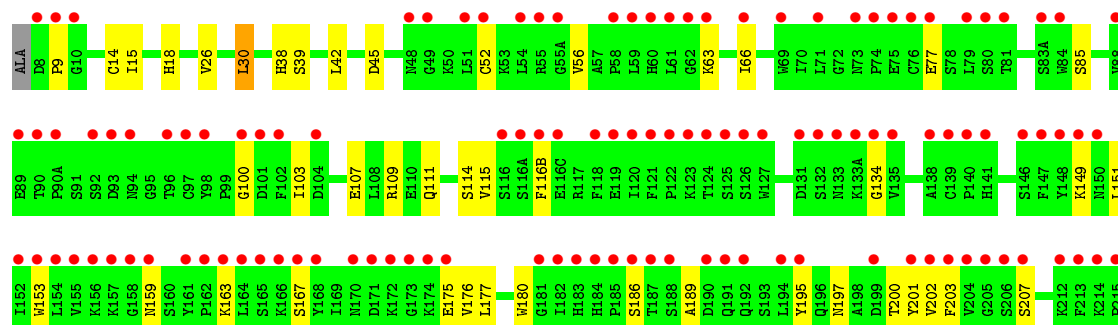 ALA D8 P9 G10 C14 I15 H18 V26 L30 H38 S39 L42 D45 N48 G49 K50 L51 C52 K53 L54 R55 G55A V56 A57 P58 L59 H60 L61 G62 K63 I66 W69 I70 L71 G72 N73 P74 E75 C76 E77 S78 L79 S80 T81 S83A W84 S85 V88
E89 T90 P90A S91 S92 D93 N94 G95 T96 C97 Y98 P99 G100 D101 F102 I103 D104 E107 L108 R109 E110 Q111 S114 V115 S116 S116A F116B E116C R117 F118 E119 I120 F121 P122 K123 T124 S125 S126 W127 D131 S132 N133 K133A G134 V135 A138 C139 P140 H141 S146 F147 Y148 K149 N150 L151
I152 W153 L154 V155 K156 K157 G158 N159 S160 Y161 P162 K163 L164 S165 K166 S167 Y168 I169 N170 D171 K172 G173 K174 E175 V176 L177 W180 G181 I182 H183 H184 P185 S186 T187 S188 A189 D190 Q191 Q192 S193 L194 Y195 Q196 N197 A198 D199 T200 Y201 V202 F203 V204 G205 S206 S207 K212 F213 K214